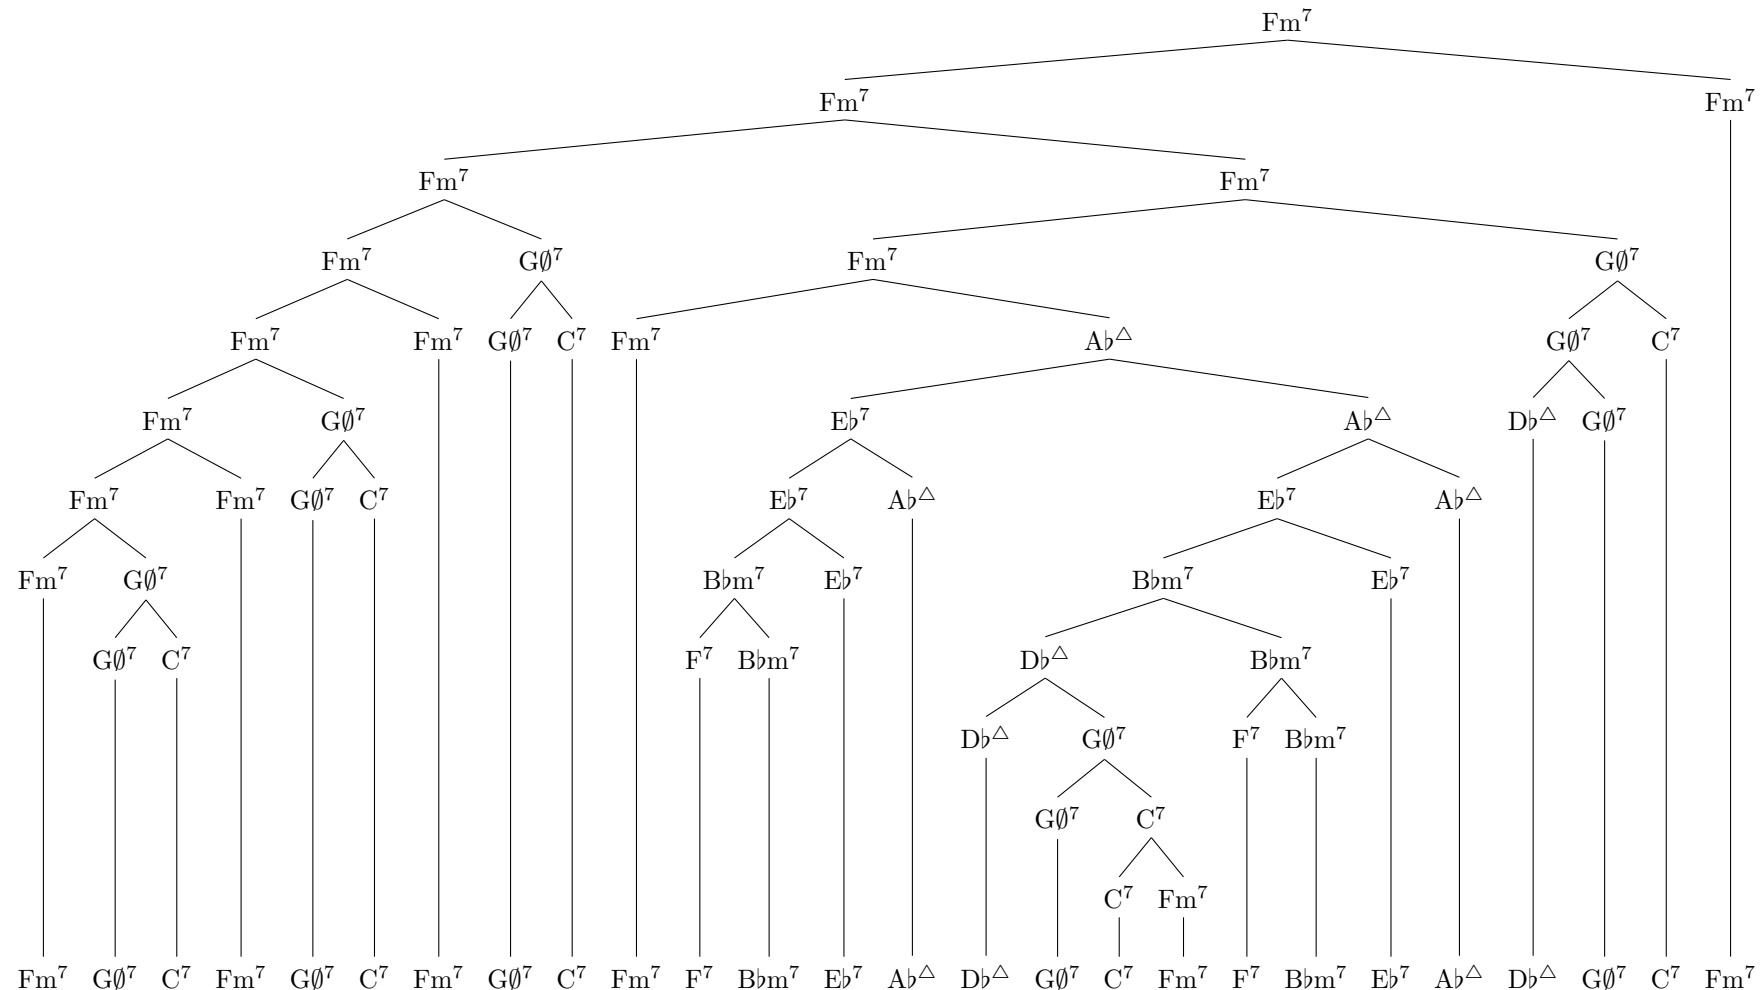 Fm⁷
Fm⁷ Fm⁷
Fm⁷ Fm⁷
Fm⁷ G∅⁷ Fm⁷ G∅⁷
Fm⁷ Fm⁷ G∅⁷ C⁷ Fm⁷ A♭△ G∅⁷ C⁷
Fm⁷ G∅⁷ E♭⁷ A♭△ D♭△ G∅⁷
Fm⁷ Fm⁷ G∅⁷ C⁷ E♭⁷ A♭△ E♭⁷ A♭△
Fm⁷ G∅⁷ B♭m⁷ E♭⁷ B♭m⁷ E♭⁷
G∅⁷ C⁷ F⁷ B♭m⁷ D♭△ B♭m⁷
D♭△ G∅⁷ F⁷ B♭m⁷
G∅⁷ C⁷
C⁷ Fm⁷
Fm⁷ G∅⁷ C⁷ Fm⁷ G∅⁷ C⁷ Fm⁷ G∅⁷ C⁷ Fm⁷ F⁷ B♭m⁷ E♭⁷ A♭△ D♭△ G∅⁷ C⁷ Fm⁷ F⁷ B♭m⁷ E♭⁷ A♭△ D♭△ G∅⁷ C⁷ Fm⁷